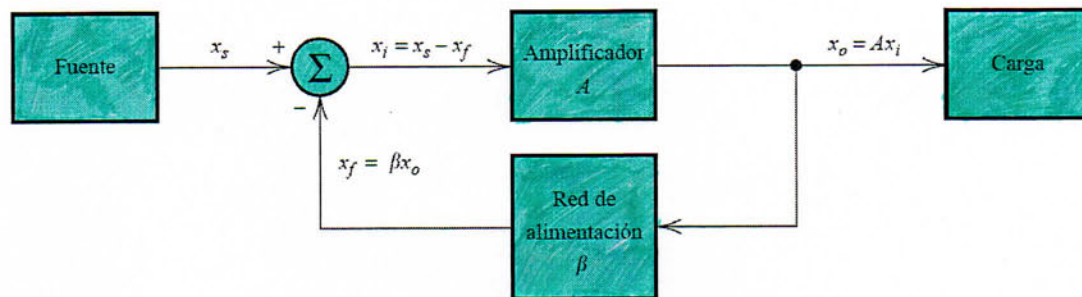 Fuente
x_s
+
Σ
−
x_i = x_s − x_f
Amplificador
A
x_o = Ax_i
Carga
x_f = βx_o
Red de
alimentación
β